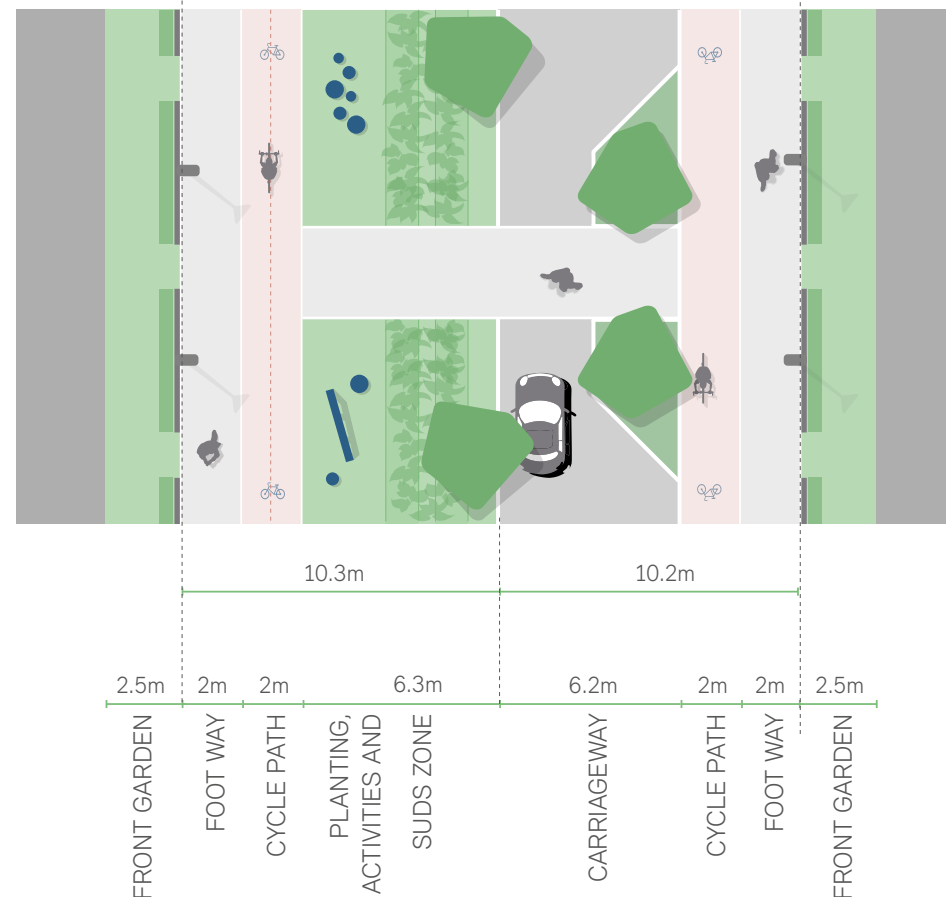 10.3m
10.2m
2.5m
2m
2m
6.3m
6.2m
2m
2m
2.5m
FRONT GARDEN
FOOT WAY
CYCLE PATH
PLANTING,
ACTIVITIES AND
SUDS ZONE
CARRIAGEWAY
CYCLE PATH
FOOT WAY
FRONT GARDEN